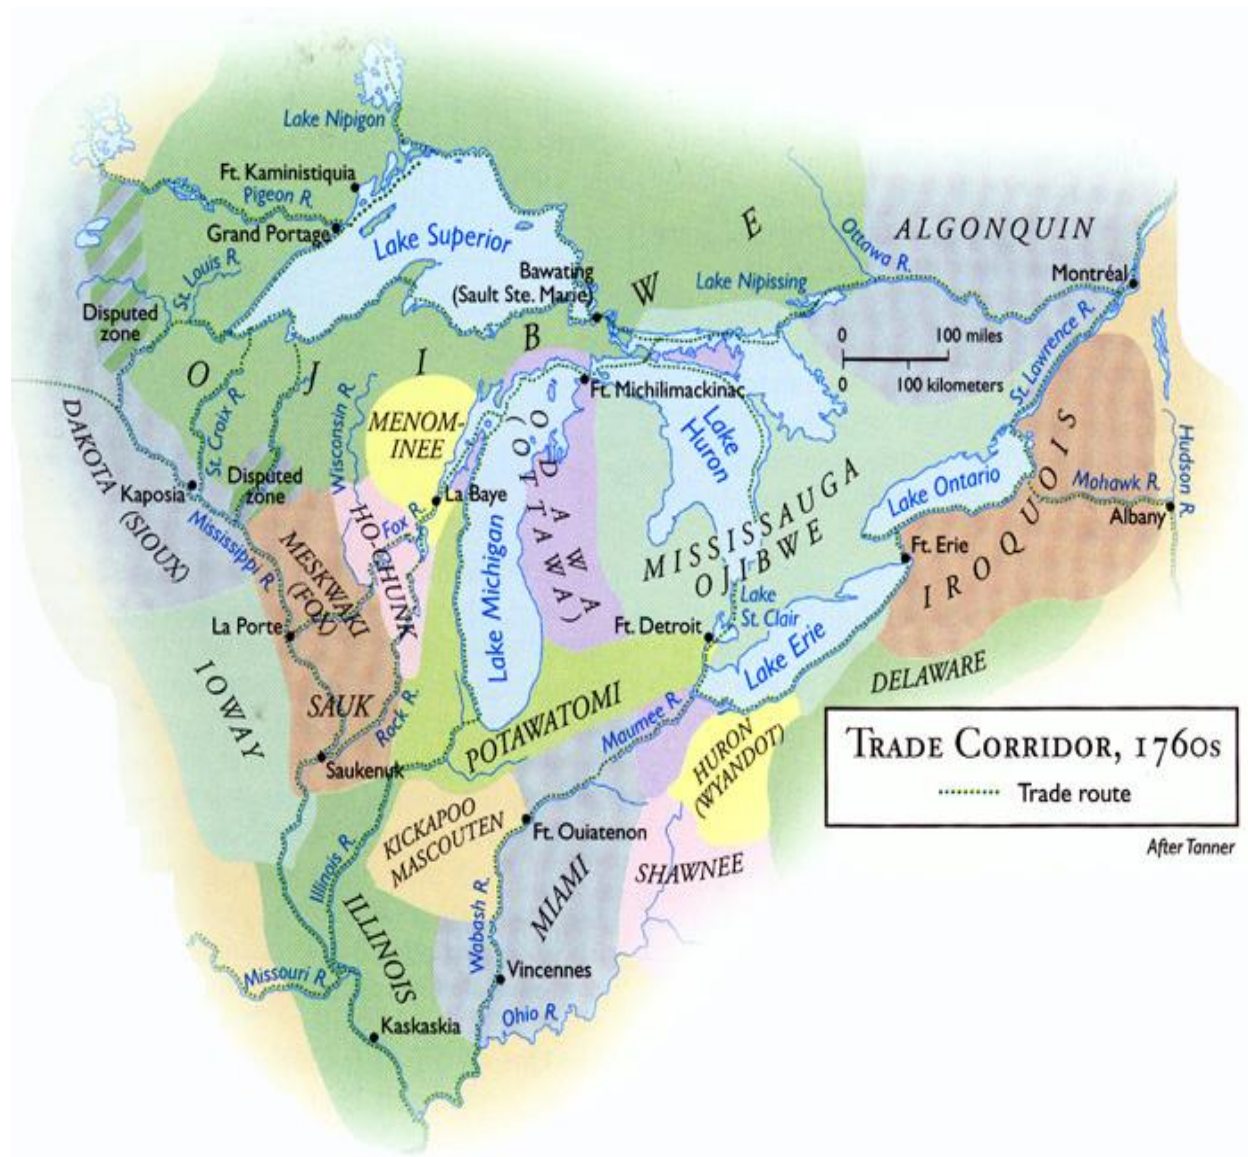 Lake Nipigon
Ft. Kaministiquia
Pigeon R.
Grand Portage
Lake Superior
St. Louis R.
Bawating
(Sault Ste. Marie)
Lake Nipissing
Ottawa R.
ALGONQUIN
Montréal
Disputed
zone
OJIBWE
0 100 miles
0 100 kilometers
St. Lawrence R.
Ft. Michilimackinac
MENOM-
INEE
Wisconsin R.
St. Croix R.
DAKOTA
(SIOUX)
Kaposia
Disputed
zone
Mississippi R.
La Baye
Fox R.
HO-CHUNK
MESKWAKI
(FOX)
ODAWA
(OTTAWA)
Lake Michigan
Lake
Huron
MISSISSAUGA
OJIBWE
Lake Ontario
IROQUOIS
Mohawk R.
Hudson R.
Albany
Ft. Erie
Lake
St. Clair
Ft. Detroit
Lake Erie
DELAWARE
La Porte
IOWAY
SAUK
Rock R.
Saukenuk
POTAWATOMI
Maumee R.
HURON
(WYANDOT)
KICKAPOO
MASCOUTEN
Ft. Ouiatenon
SHAWNEE
MIAMI
Illinois R.
ILLINOIS
Wabash R.
Vincennes
Missouri R.
Ohio R.
Kaskaskia
TRADE CORRIDOR, 1760S
Trade route
After Tanner